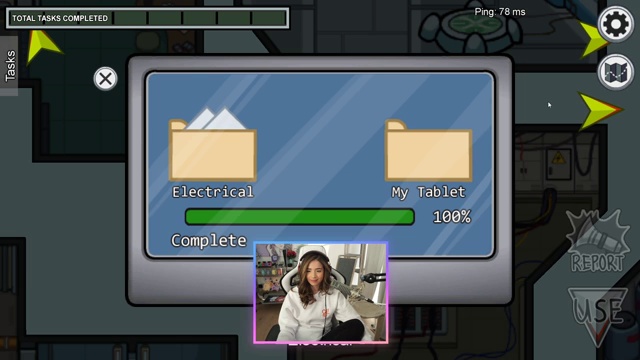 TOTAL TASKS COMPLETED
Ping: 78 ms
Tasks
Electrical
My Tablet
100%
Complete
REPORT
USE